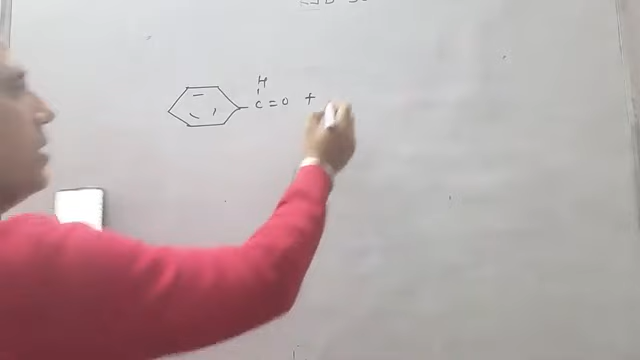 H
C = O +